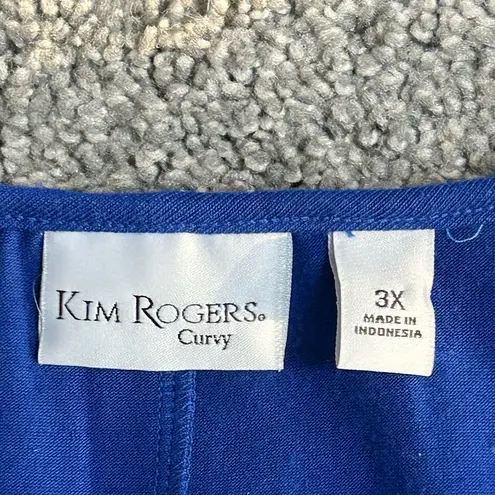 KIM ROGERS®
Curvy
3X
MADE IN
INDONESIA